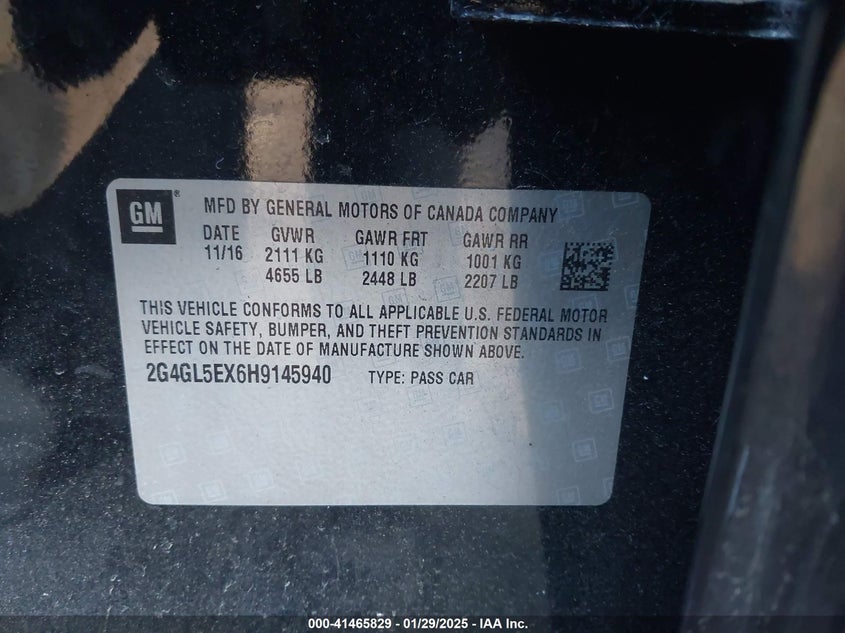 GM ®
MFD BY GENERAL MOTORS OF CANADA COMPANY
DATE GVWR GAWR FRT GAWR RR
11/16 2111 KG 1110 KG 1001 KG
4655 LB 2448 LB 2207 LB
THIS VEHICLE CONFORMS TO ALL APPLICABLE U.S. FEDERAL MOTOR
VEHICLE SAFETY, BUMPER, AND THEFT PREVENTION STANDARDS IN
EFFECT ON THE DATE OF MANUFACTURE SHOWN ABOVE.
2G4GL5EX6H9145940 TYPE: PASS CAR
000-41465829 - 01/29/2025 - IAA Inc.